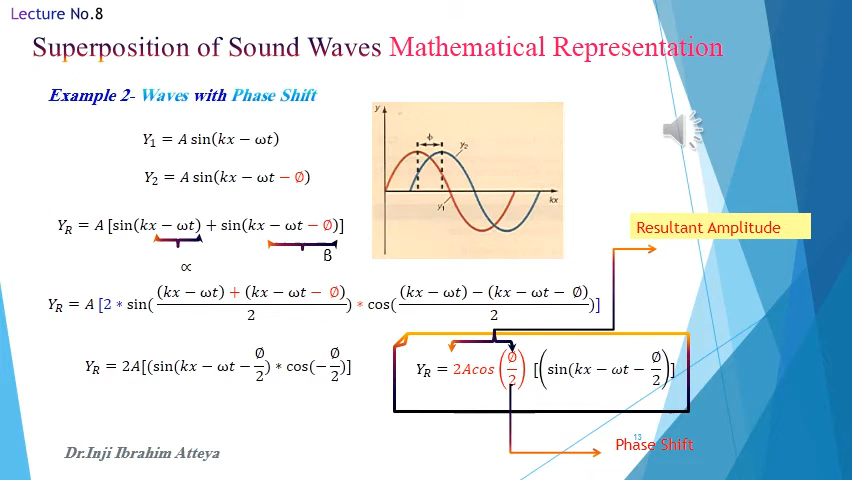 Lecture No.8
Superposition of Sound Waves Mathematical Representation
Example 2- Waves with Phase Shift
Y₁ = A sin(kx − ωt)
Y₂ = A sin(kx − ωt − ∅)
Y_R = A [sin(kx − ωt) + sin(kx − ωt − ∅)]
∝
β
y
ϕ
y₂
y₁
kx
Resultant Amplitude
Y_R = A [2 * sin((kx − ωt) + (kx − ωt − ∅)/2) * cos((kx − ωt) − (kx − ωt − ∅)/2)]
Y_R = 2A[(sin(kx − ωt − ∅/2) * cos(−∅/2)]
Y_R = 2Acos(∅/2) [(sin(kx − ωt − ∅/2)]
13
Phase Shift
Dr.Inji Ibrahim Atteya